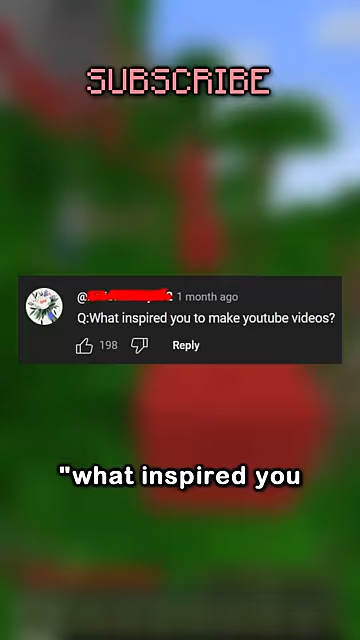 SUBSCRIBE
@ 1 month ago
Q:What inspired you to make youtube videos?
198 Reply
"what inspired you